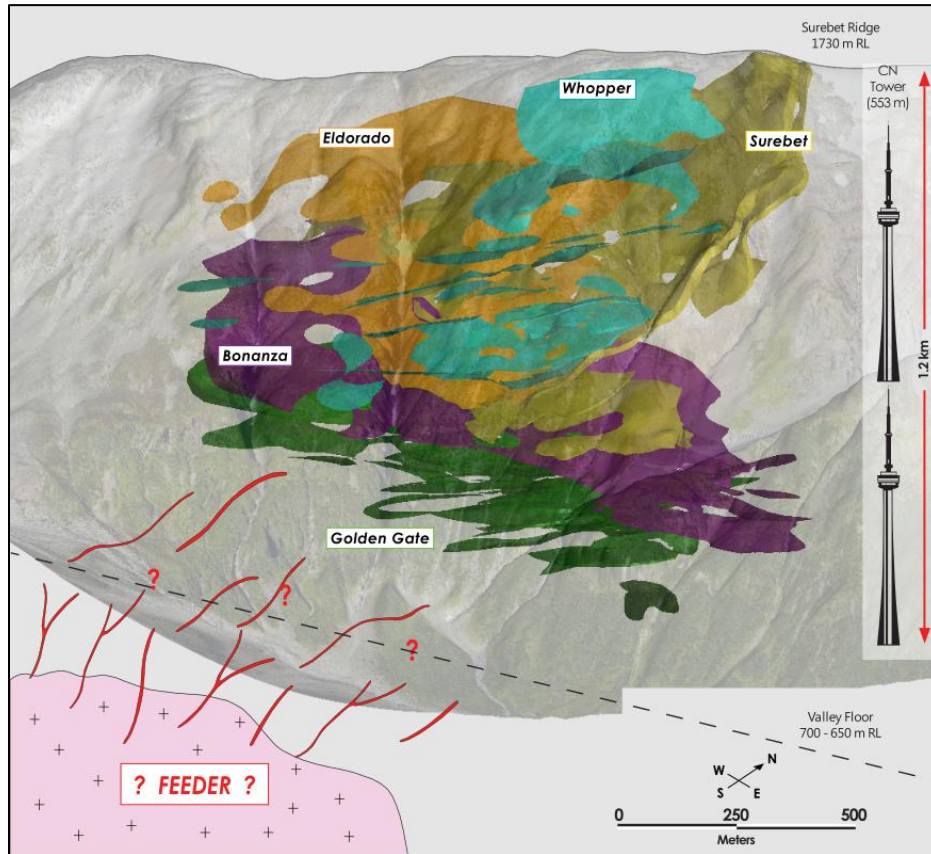 Surebet Ridge
1730 m RL
CN
Tower
(553 m)
Whopper
Eldorado
Surebet
Bonanza
1.2 km
Golden Gate
?
?
?
Valley Floor
700 - 650 m RL
? FEEDER ?
W
N
S
E
0
250
500
Meters